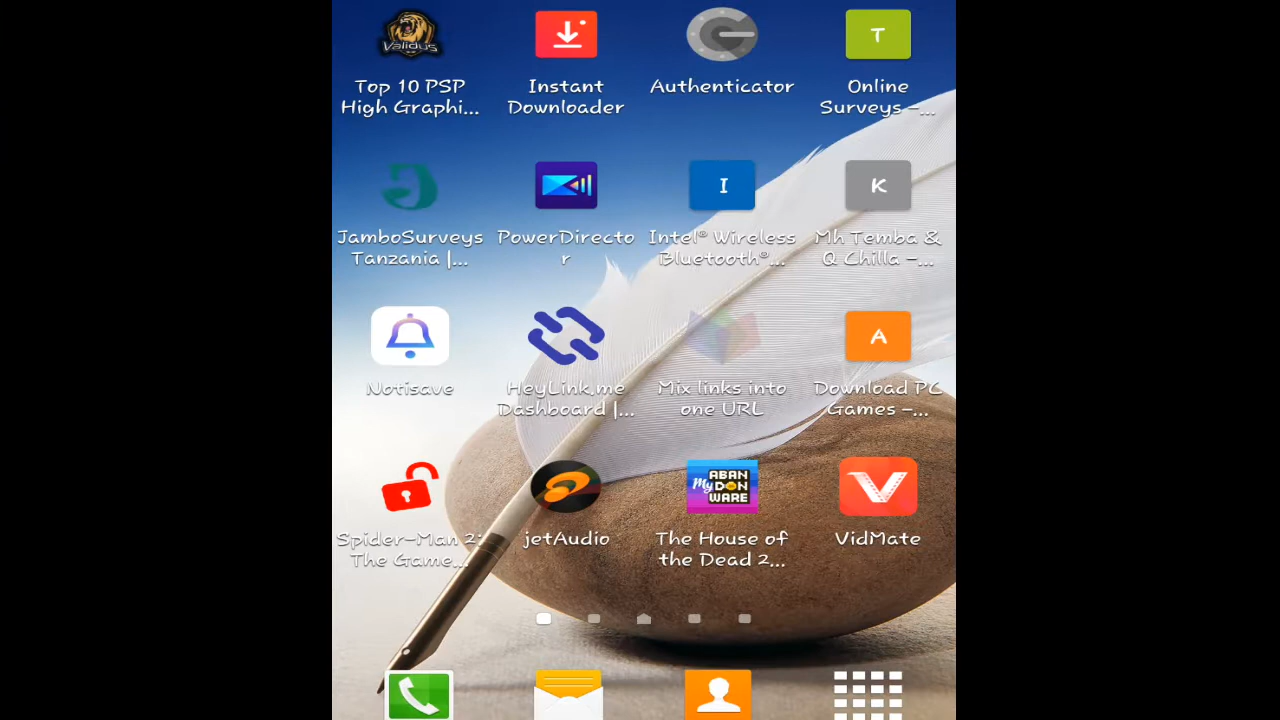 Validus
T
Top 10 PSP
High Graphi...
Instant
Downloader
Authenticator
Online
Surveys -...
I
K
JamboSurveys
Tanzania |...
PowerDirecto
r
Intel® Wireless
Bluetooth®...
Mh Temba &
Q Chilla -...
A
Notisave
HeyLink.me
Dashboard |...
Mix links into
one URL
Download PC
Games -...
My
ABAN
DON
WARE
Spider-Man 2:
The Game...
jetAudio
The House of
the Dead 2...
VidMate